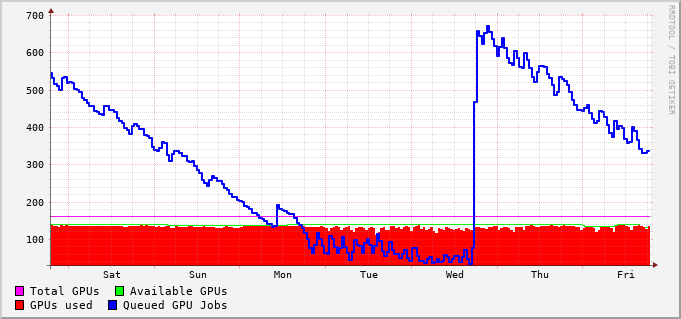 700
600
500
400
300
200
100
Sat Sun Mon Tue Wed Thu Fri
Total GPUs Available GPUs
GPUs used Queued GPU Jobs
RRDTOOL / TOBI OETIKER